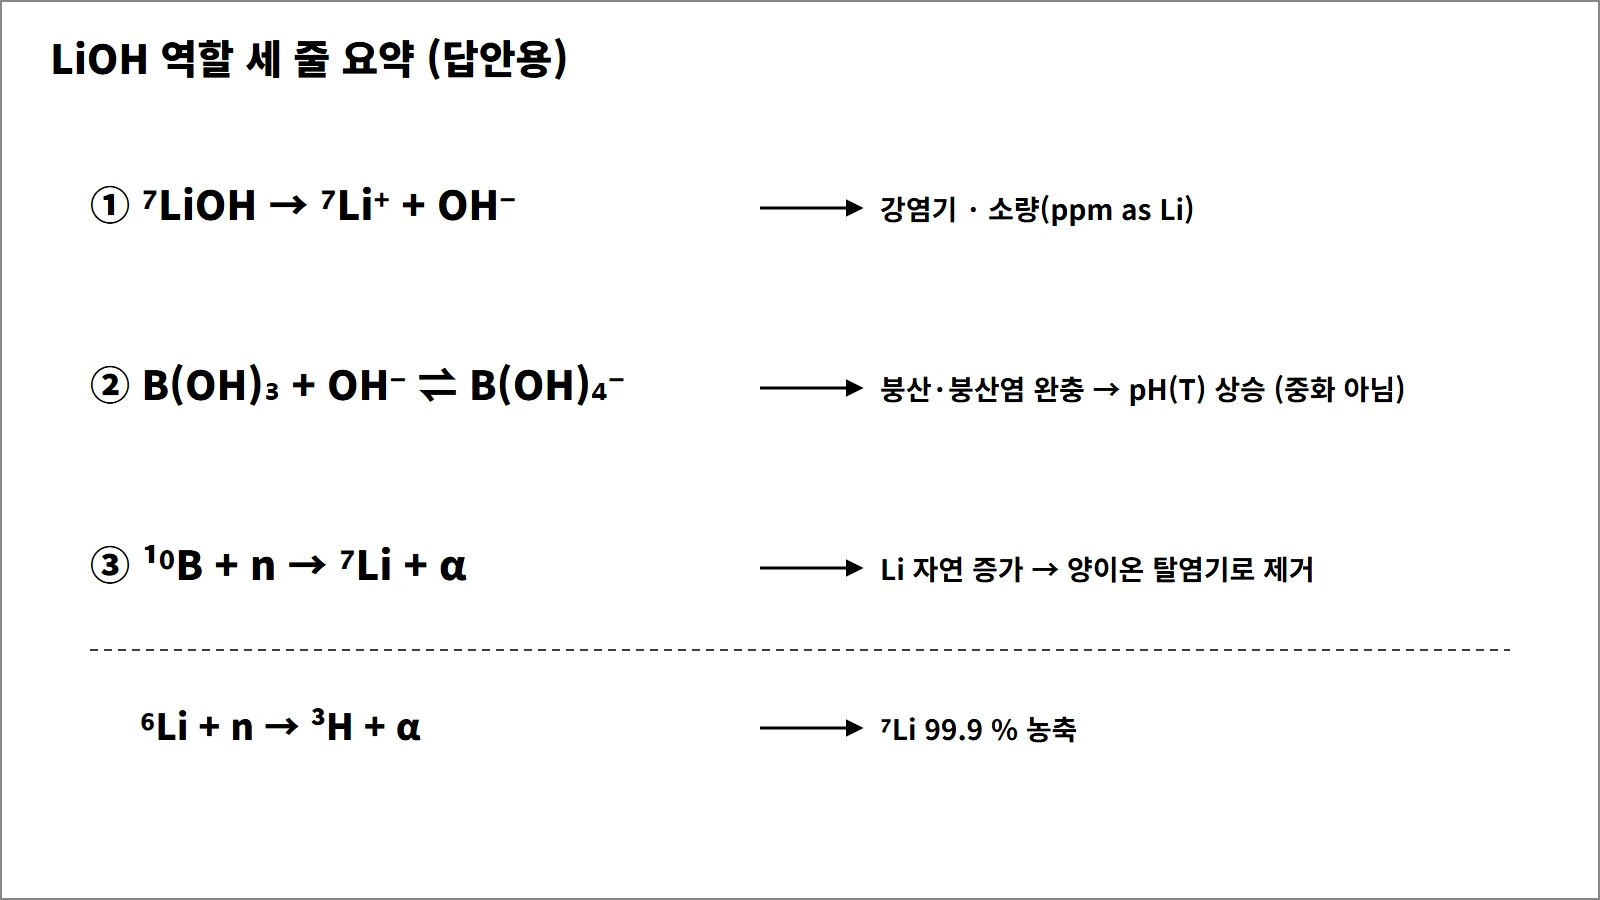 LiOH 역할 세 줄 요약 (답안용)
① ⁷LiOH → ⁷Li⁺ + OH⁻ 강염기 · 소량(ppm as Li)
② B(OH)₃ + OH⁻ ⇌ B(OH)₄⁻ 붕산·붕산염 완충 → pH(T) 상승 (중화 아님)
③ ¹⁰B + n → ⁷Li + α Li 자연 증가 → 양이온 탈염기로 제거
⁶Li + n → ³H + α ⁷Li 99.9 % 농축